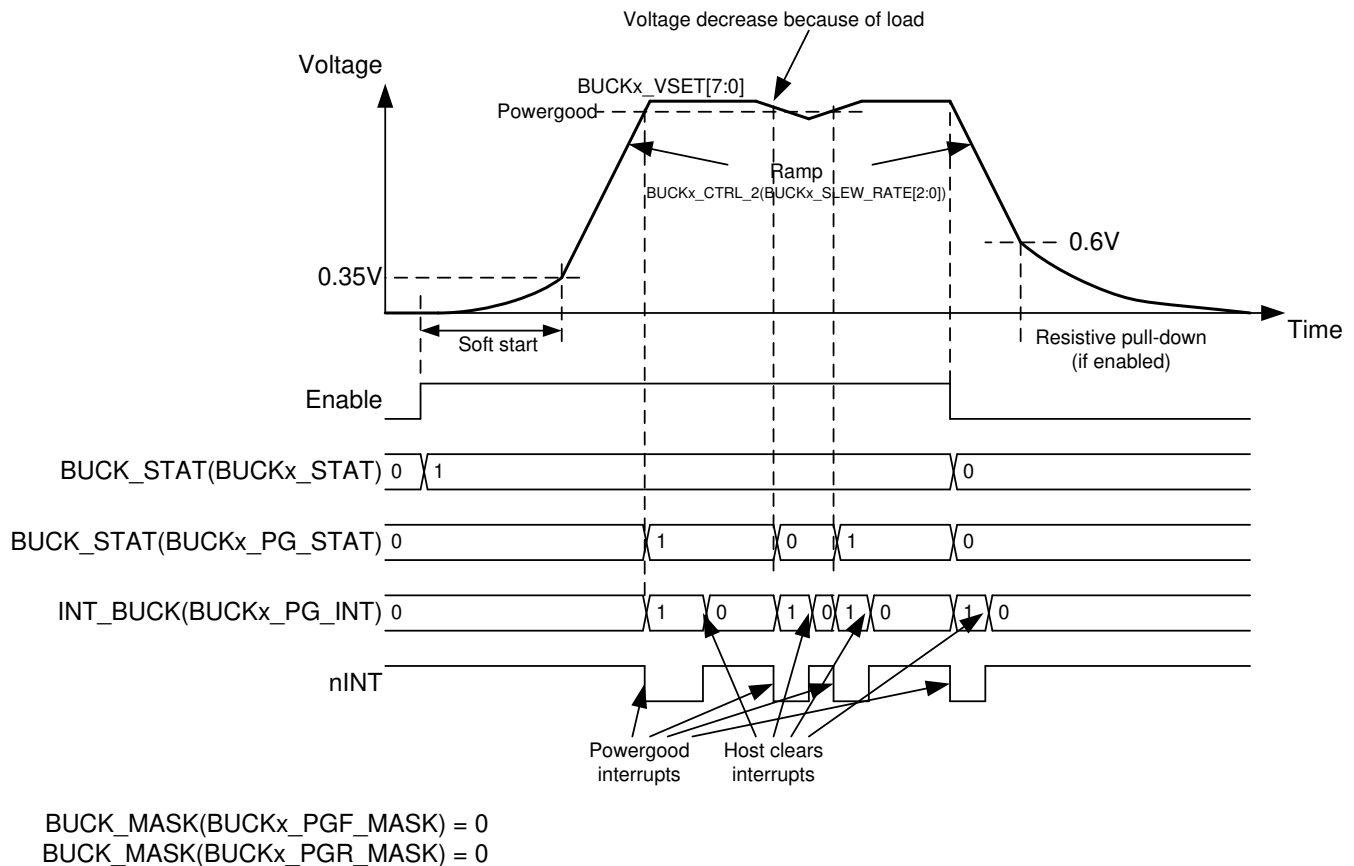 Voltage decrease because of load
Voltage
BUCKx_VSET[7:0]
Powergood
Ramp
BUCKx_CTRL_2(BUCKx_SLEW_RATE[2:0])
0.6V
0.35V
Time
Soft start
Resistive pull-down
(if enabled)
Enable
BUCK_STAT(BUCKx_STAT) 0 1 0
BUCK_STAT(BUCKx_PG_STAT) 0 1 0 1 0
INT_BUCK(BUCKx_PG_INT) 0 1 0 1 0 1 0 1 0
nINT
Powergood
interrupts
Host clears
interrupts
BUCK_MASK(BUCKx_PGF_MASK) = 0
BUCK_MASK(BUCKx_PGR_MASK) = 0